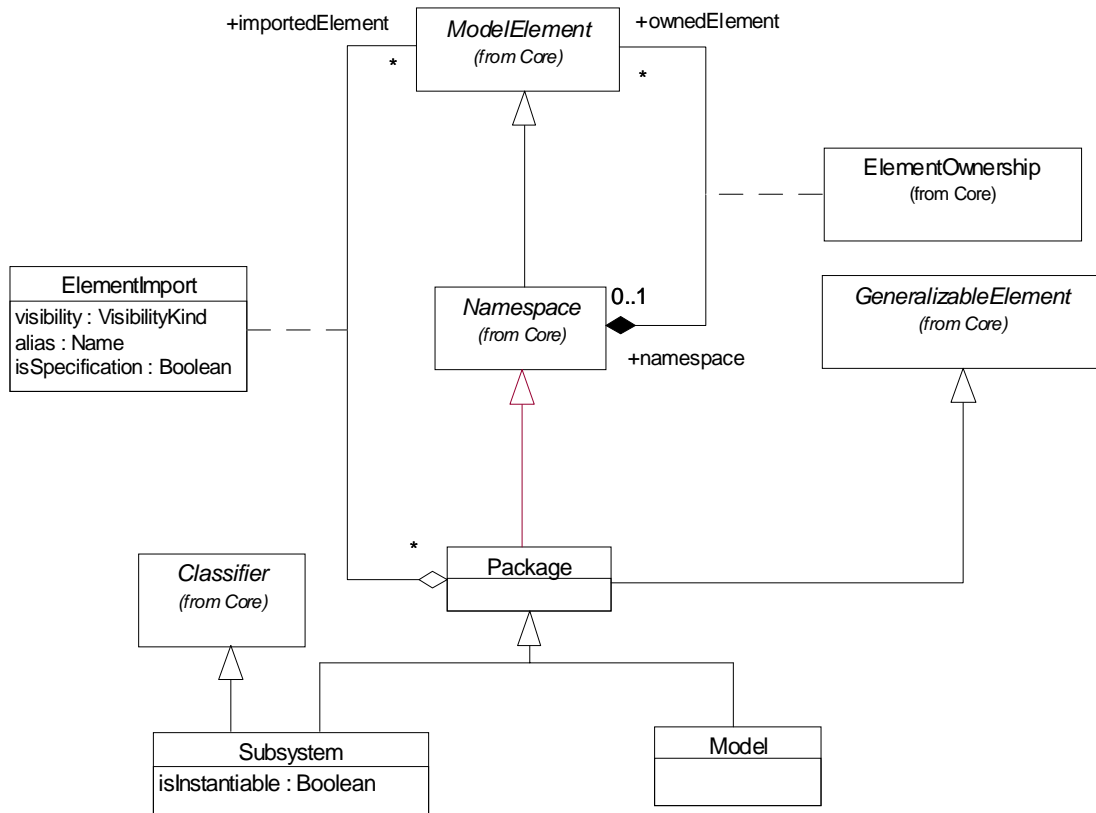 +importedElement
*
ModelElement
(from Core)
+ownedElement
*
ElementOwnership
(from Core)
ElementImport
visibility : VisibilityKind
alias : Name
isSpecification : Boolean
Namespace
(from Core)
0..1
+namespace
GeneralizableElement
(from Core)
*
Package
Classifier
(from Core)
Subsystem
isInstantiable : Boolean
Model